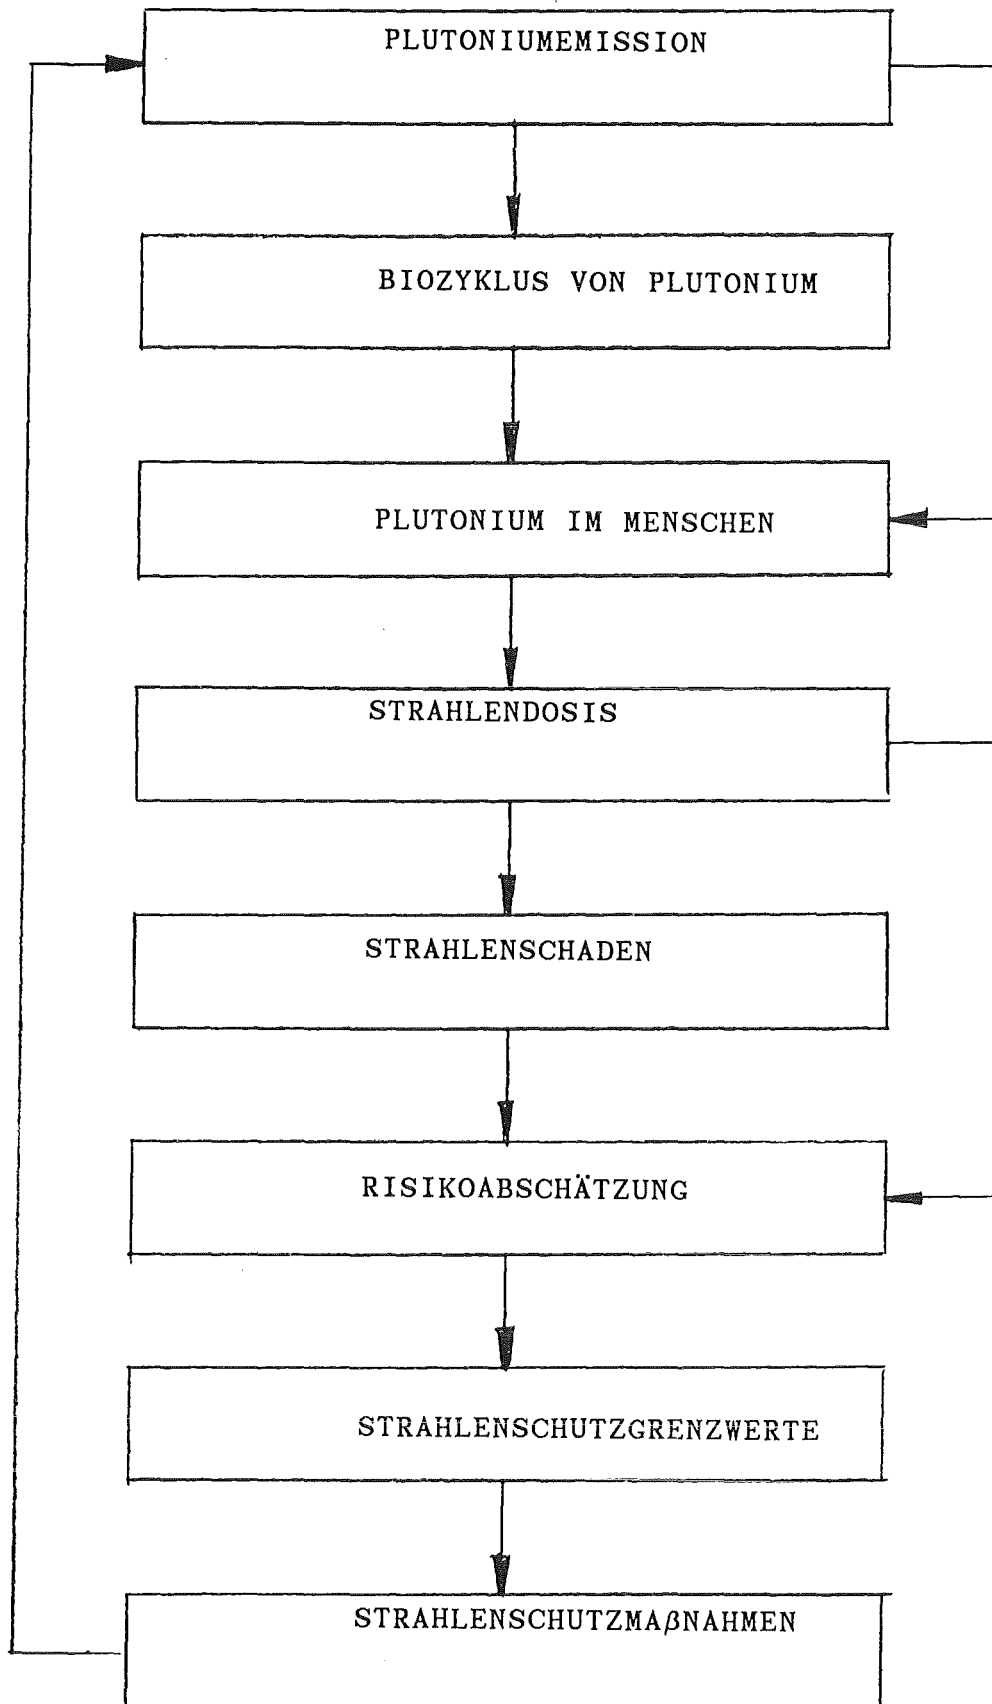 PLUTONIUMEMISSION
BIOZYKLUS VON PLUTONIUM
PLUTONIUM IM MENSCHEN
STRAHLENDOSIS
STRAHLENSCHADEN
RISIKOABSCHÄTZUNG
STRAHLENSCHUTZGRENZWERTE
STRAHLENSCHUTZMAßNAHMEN